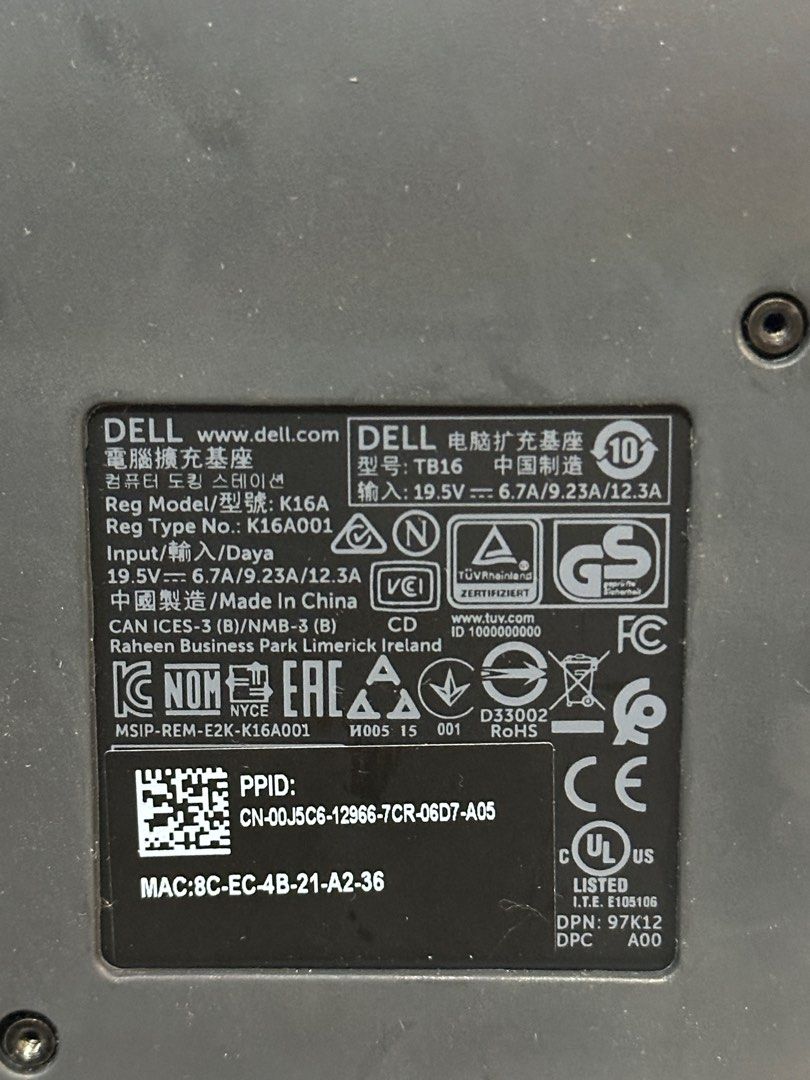 DELL www.dell.com
電腦擴充基座
컴퓨터 도킹 스테이션
Reg Model/型號: K16A
Reg Type No.: K16A001
Input/輸入/Daya
19.5V⎓ 6.7A/9.23A/12.3A
中國製造/Made In China
CAN ICES-3 (B)/NMB-3 (B)
Raheen Business Park Limerick Ireland
DELL 电脑扩充基座
型号: TB16 中国制造
输入: 19.5V⎓ 6.7A/9.23A/12.3A
10
N
TÜVRheinland
ZERTIFIZIERT
GS
geprüfte
Sicherheit
VCI
CD
www.tuv.com
ID 1000000000
FC
NOM
NYCE
EAC
MSIP-REM-E2K-K16A001
И005 15
001
D33002
RoHS
PPID:
CN-00J5C6-12966-7CR-06D7-A05
MAC:8C-EC-4B-21-A2-36
CE
C UL US
LISTED
I.T.E. E105106
DPN: 97K12
DPC A00